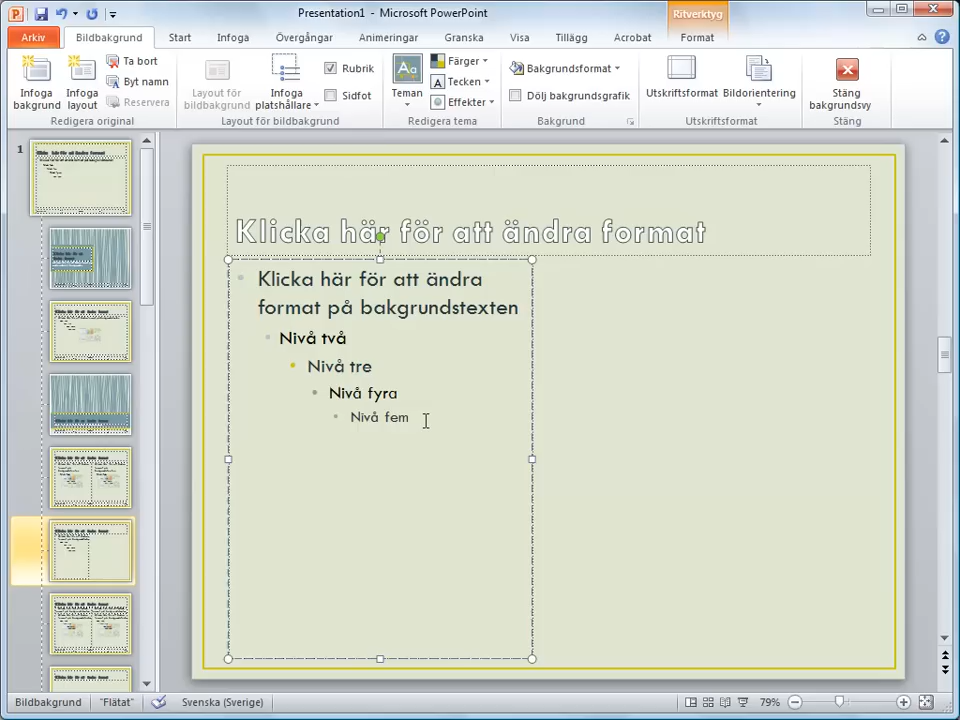 Presentation1 - Microsoft PowerPoint
Ritverktyg
Arkiv
Bildbakgrund
Start
Infoga
Övergångar
Animeringar
Granska
Visa
Tillägg
Acrobat
Format
Infoga bakgrund
Infoga layout
Ta bort
Byt namn
Reservera
Redigera original
Layout för bildbakgrund
Infoga platshållare
Rubrik
Sidfot
Layout för bildbakgrund
Teman
Färger
Tecken
Effekter
Redigera tema
Bakgrundsformat
Dölj bakgrundsgrafik
Bakgrund
Utskriftsformat
Bildorientering
Utskriftsformat
Stäng bakgrundsvy
Stäng
1
Klicka här för att ändra format
Klicka här för att ändra
format på bakgrundstexten
Nivå två
Nivå tre
Nivå fyra
Nivå fem
Bildbakgrund
"Flätat"
Svenska (Sverige)
79%